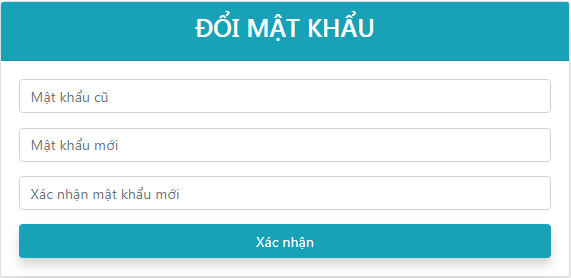 ĐỔI MẬT KHẨU
Mật khẩu cũ
Mật khẩu mới
Xác nhận mật khẩu mới
Xác nhận